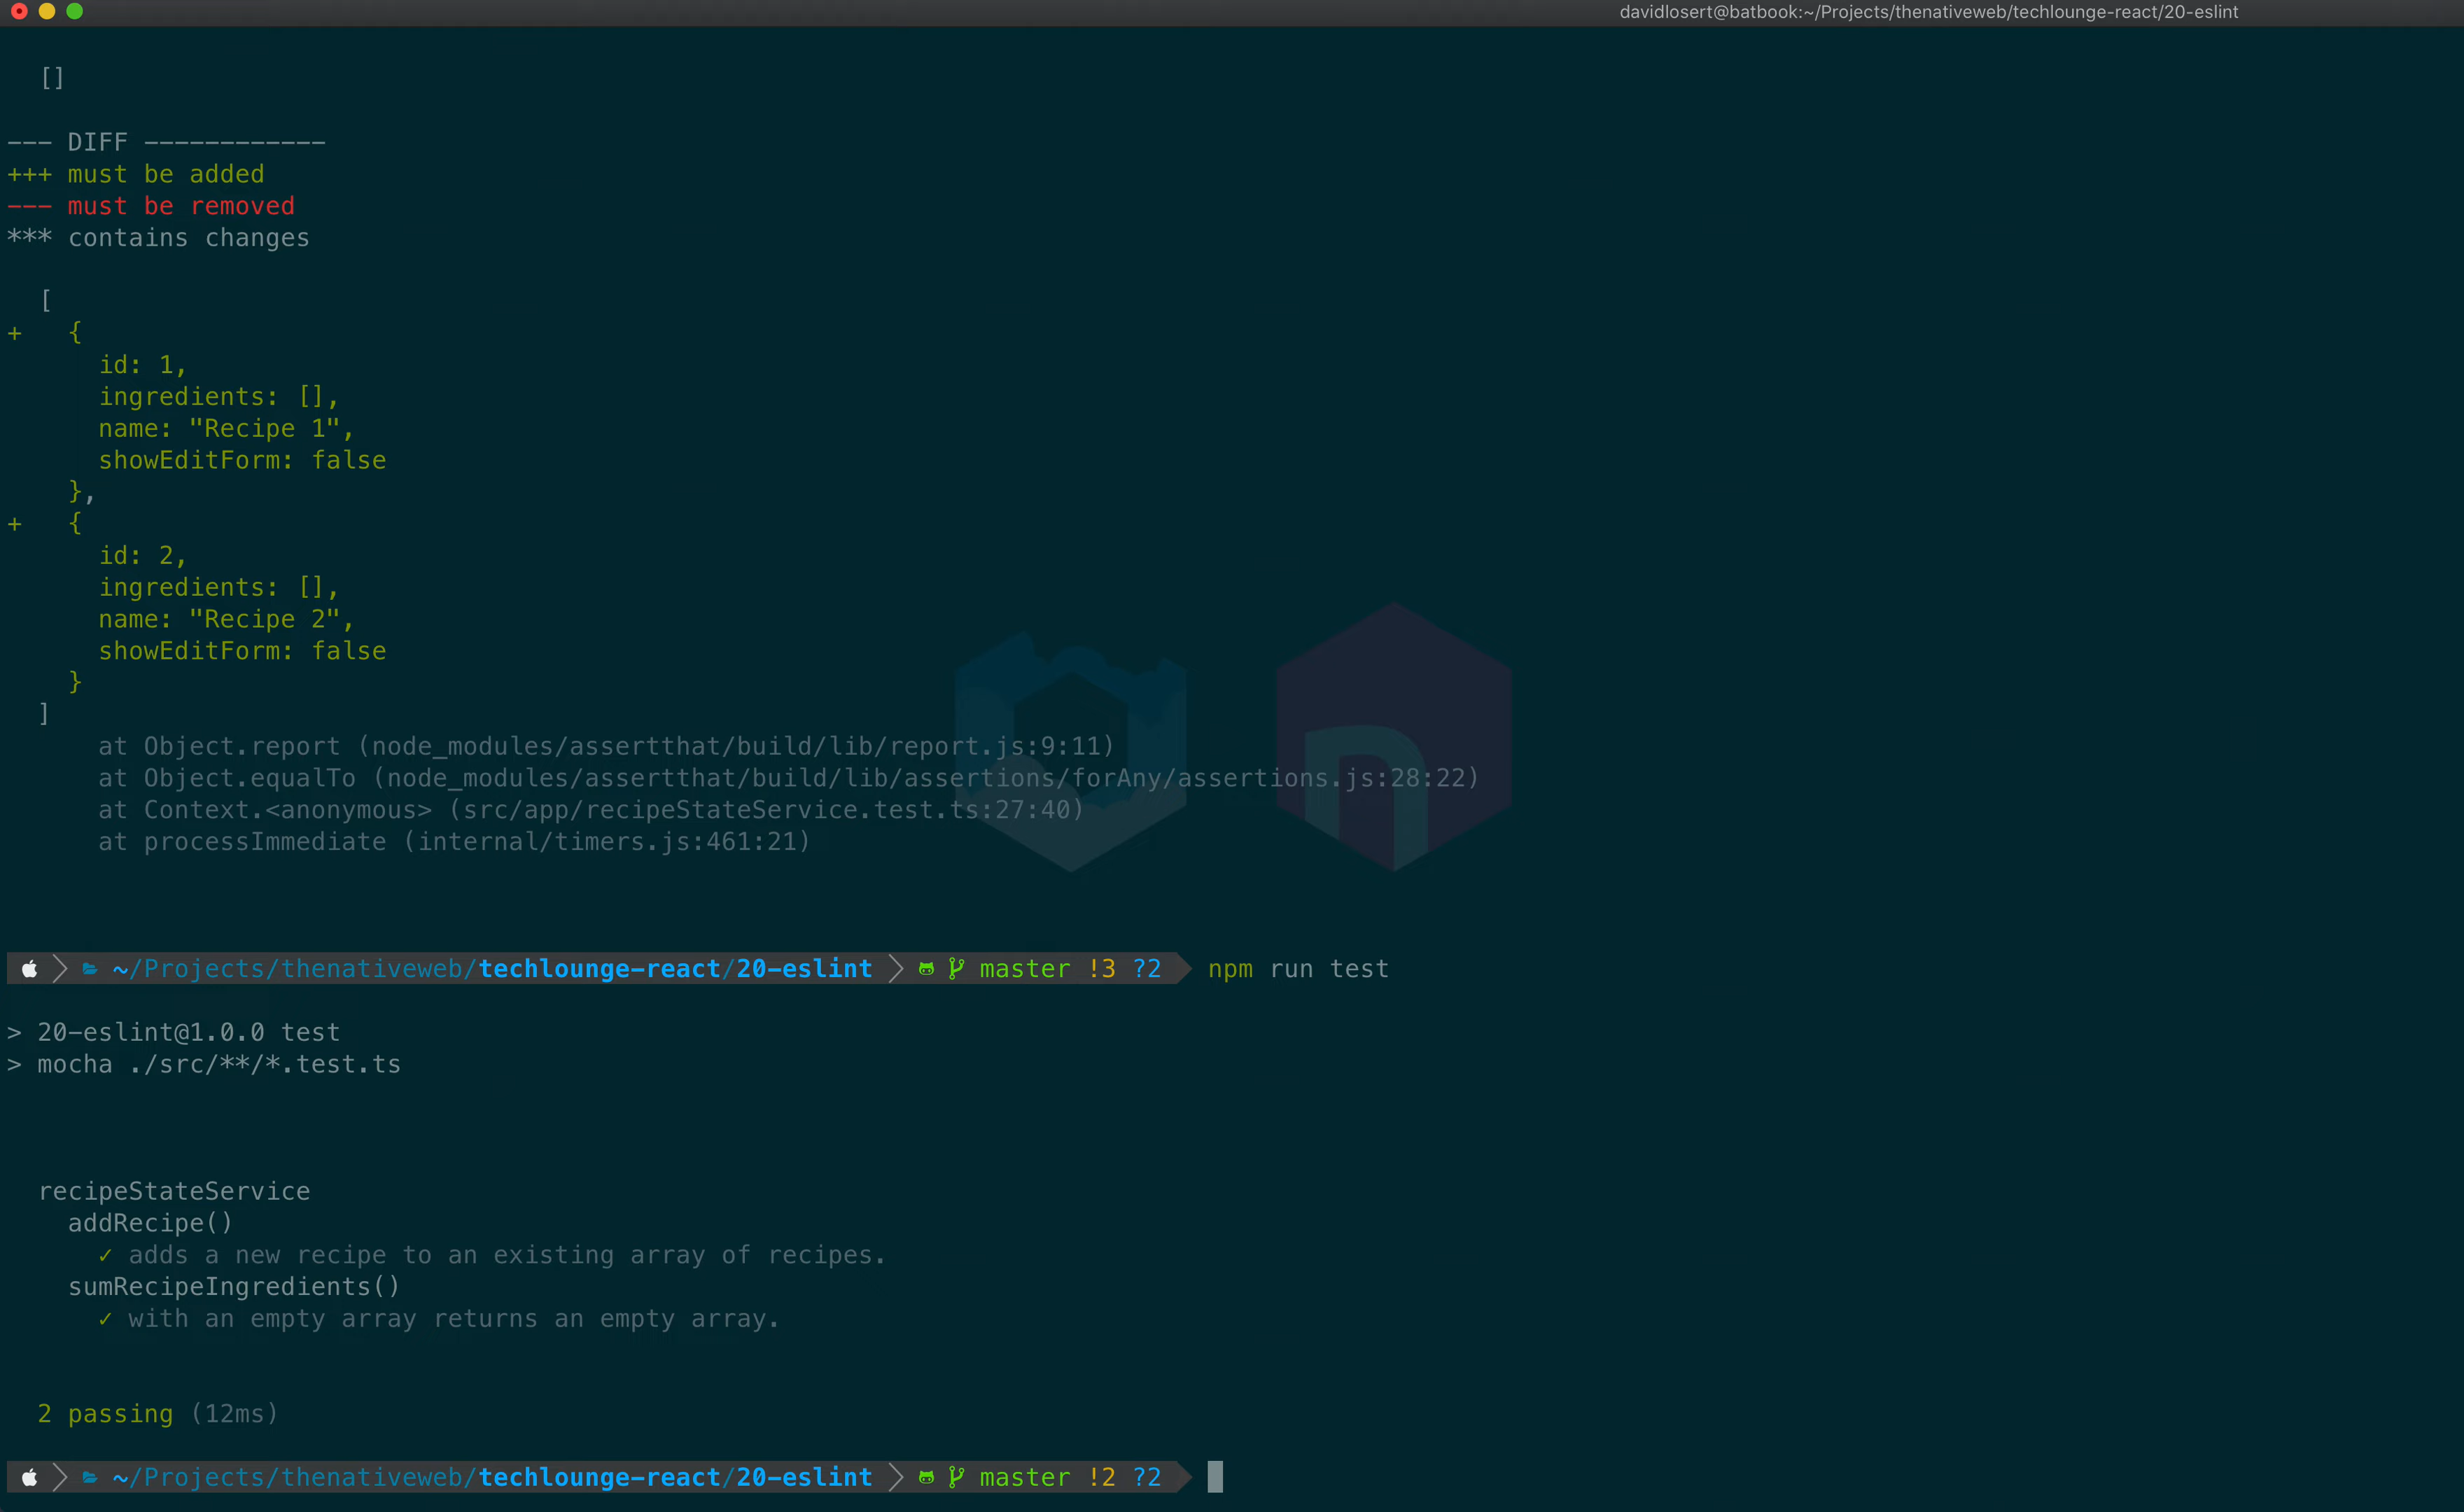 davidlosert@batbook:~/Projects/thenativeweb/techlounge-react/20-eslint
[]
--- DIFF ------------
+++ must be added
--- must be removed
*** contains changes
[
+ {
id: 1,
ingredients: [],
name: "Recipe 1",
showEditForm: false
},
+ {
id: 2,
ingredients: [],
name: "Recipe 2",
showEditForm: false
}
]
at Object.report (node_modules/assertthat/build/lib/report.js:9:11)
at Object.equalTo (node_modules/assertthat/build/lib/assertions/forAny/assertions.js:28:22)
at Context.<anonymous> (src/app/recipeStateService.test.ts:27:40)
at processImmediate (internal/timers.js:461:21)
~/Projects/thenativeweb/techlounge-react/20-eslint master !3 ?2 npm run test
> 20-eslint@1.0.0 test
> mocha ./src/**/*.test.ts
recipeStateService
addRecipe()
✓ adds a new recipe to an existing array of recipes.
sumRecipeIngredients()
✓ with an empty array returns an empty array.
2 passing (12ms)
~/Projects/thenativeweb/techlounge-react/20-eslint master !2 ?2